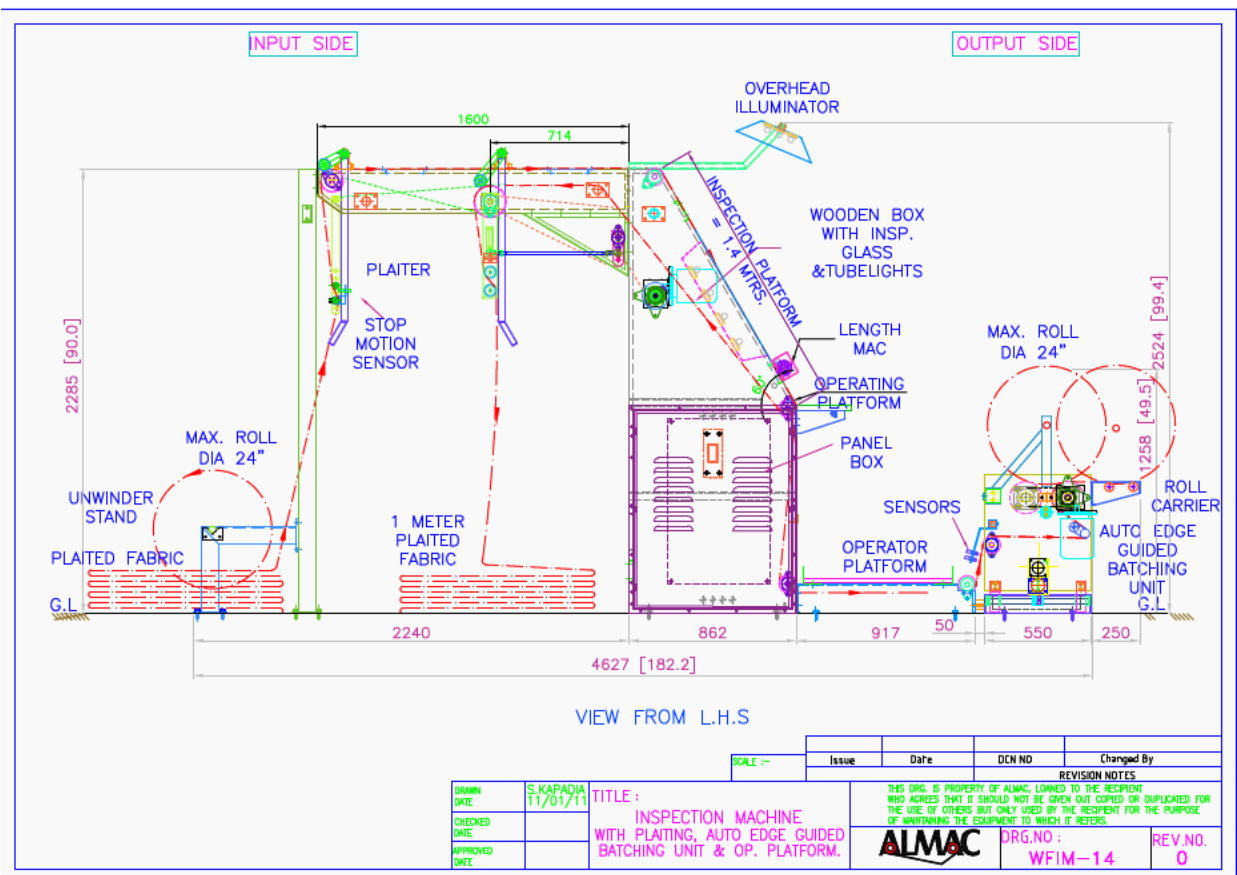 INPUT SIDE
OUTPUT SIDE
OVERHEAD
ILLUMINATOR
1600
714
INSPECTION PLATFORM
= 1.4 MTRS.
WOODEN BOX
WITH INSP.
GLASS
&TUBELIGHTS
PLAITER
STOP
MOTION
SENSOR
LENGTH
MAC
60°
OPERATING
PLATFORM
MAX. ROLL
DIA 24"
2524 [99.4]
1258 [49.5]
2285 [90.0]
MAX. ROLL
DIA 24"
PANEL
BOX
UNWINDER
STAND
SENSORS
ROLL
CARRIER
1 METER
PLAITED
FABRIC
PLAITED FABRIC
OPERATOR
PLATFORM
AUTO EDGE
GUIDED
BATCHING
UNIT
G.L
G.L
2240
862
917
50
550
250
4627 [182.2]
VIEW FROM L.H.S
SCALE :-
Issue Date DCN NO Changed By
REVISION NOTES
DRAWN
DATE
S.KAPADIA
11/01/11
CHECKED
DATE
APPROVED
DATE
TITLE :
INSPECTION MACHINE
WITH PLAITING, AUTO EDGE GUIDED
BATCHING UNIT & OP. PLATFORM.
THIS DRG. IS PROPERTY OF ALMAC, LOANED TO THE RECIPIENT
WHO AGREES THAT IT SHOULD NOT BE GIVEN OUT COPIED OR DUPLICATED FOR
THE USE OF OTHERS BUT ONLY USED BY THE RECIPIENT FOR THE PURPOSE
OF MAINTAINING THE EQUIPMENT TO WHICH IT REFERS.
ALMAC
DRG.NO :
WFIM-14
REV.NO.
0